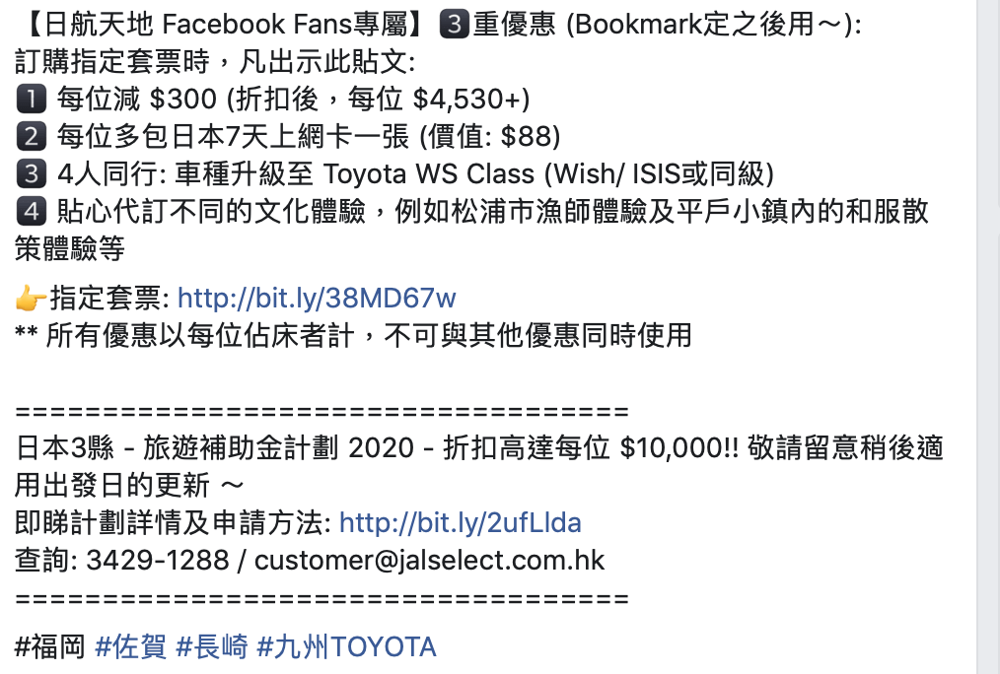 【日航天地 Facebook Fans專屬】3️⃣重優惠 (Bookmark定之後用～):
訂購指定套票時，凡出示此貼文:
1️⃣ 每位減 $300 (折扣後，每位 $4,530+)
2️⃣ 每位多包日本7天上網卡一張 (價值: $88)
3️⃣ 4人同行: 車種升級至 Toyota WS Class (Wish/ ISIS或同級)
4️⃣ 貼心代訂不同的文化體驗，例如松浦市漁師體驗及平戶小鎮內的和服散
策體驗等
👉指定套票: http://bit.ly/38MD67w
** 所有優惠以每位佔床者計，不可與其他優惠同時使用
==================================
日本3縣 - 旅遊補助金計劃 2020 - 折扣高達每位 $10,000!! 敬請留意稍後適
用出發日的更新 ～
即睇計劃詳情及申請方法: http://bit.ly/2ufLlda
查詢: 3429-1288 / customer@jalselect.com.hk
==================================
#福岡 #佐賀 #長崎 #九州TOYOTA